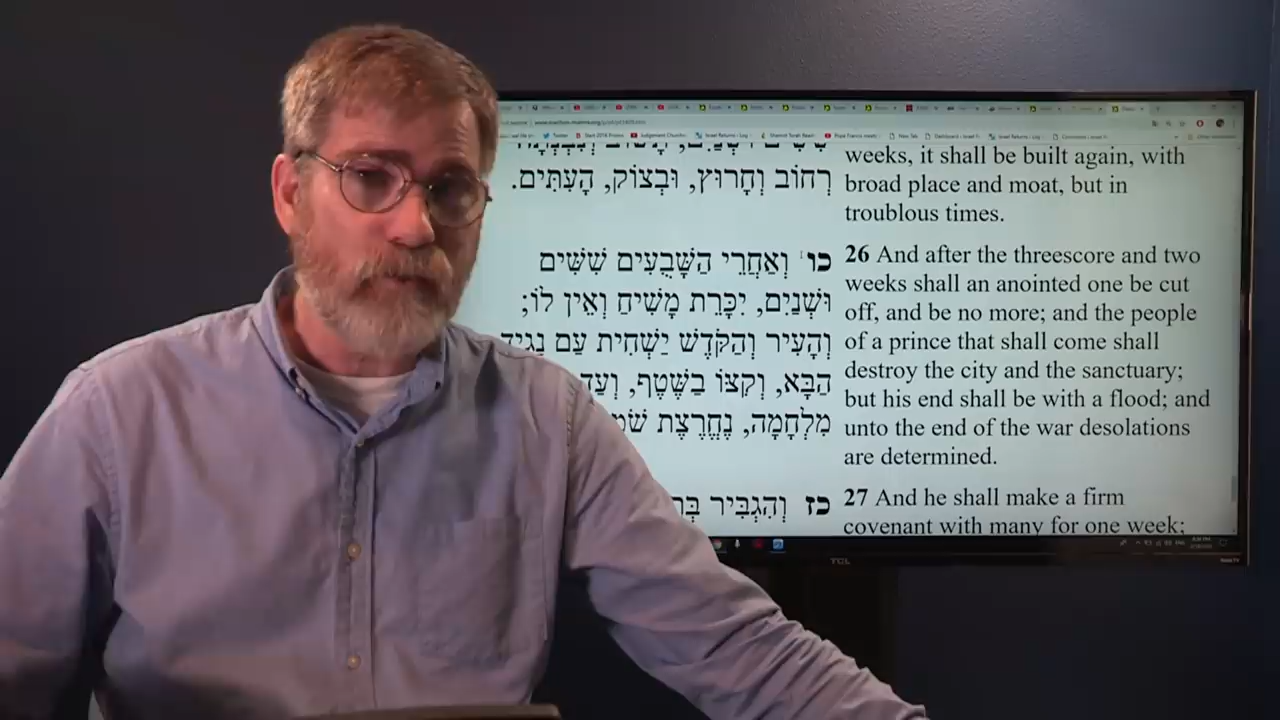 weeks, it shall be built again, with
broad place and moat, but in
troublous times.
רְחוֹב וְחָרוּץ, וּבְצוֹק, הָעִתִּים.
כו וְאַחֲרֵי הַשָּׁבֻעִים שִׁשִּׁים
וּשְׁנַיִם, יִכָּרֵת מָשִׁיחַ וְאֵין לוֹ;
וְהָעִיר וְהַקֹּדֶשׁ יַשְׁחִית עַם נָגִיד
הַבָּא, וְקִצּוֹ בַשֶּׁטֶף, וְעַד
מִלְחָמָה, נֶחֱרֶצֶת
26 And after the threescore and two
weeks shall an anointed one be cut
off, and be no more; and the people
of a prince that shall come shall
destroy the city and the sanctuary;
but his end shall be with a flood; and
unto the end of the war desolations
are determined.
כז וְהִגְבִּיר
27 And he shall make a firm
covenant with many for one week;
TCL